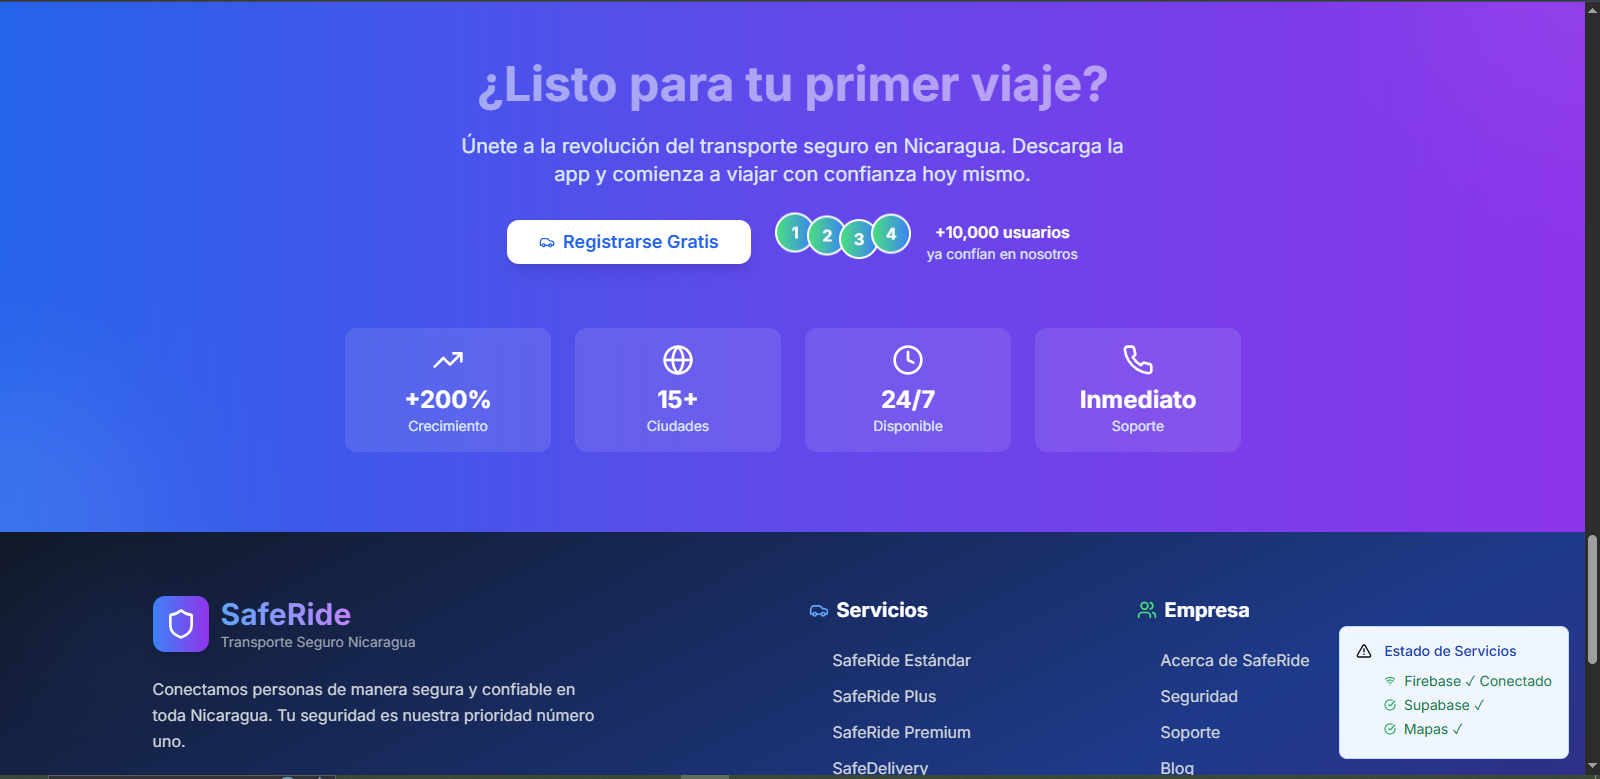 ¿Listo para tu primer viaje?
Únete a la revolución del transporte seguro en Nicaragua. Descarga la
app y comienza a viajar con confianza hoy mismo.
Registrarse Gratis
1 2 3 4
+10,000 usuarios
ya confían en nosotros
+200%
Crecimiento
15+
Ciudades
24/7
Disponible
Inmediato
Soporte
SafeRide
Transporte Seguro Nicaragua
Conectamos personas de manera segura y confiable en
toda Nicaragua. Tu seguridad es nuestra prioridad número
uno.
Servicios
SafeRide Estándar
SafeRide Plus
SafeRide Premium
SafeDelivery
Empresa
Acerca de SafeRide
Seguridad
Soporte
Blog
Estado de Servicios
Firebase ✓ Conectado
Supabase ✓
Mapas ✓